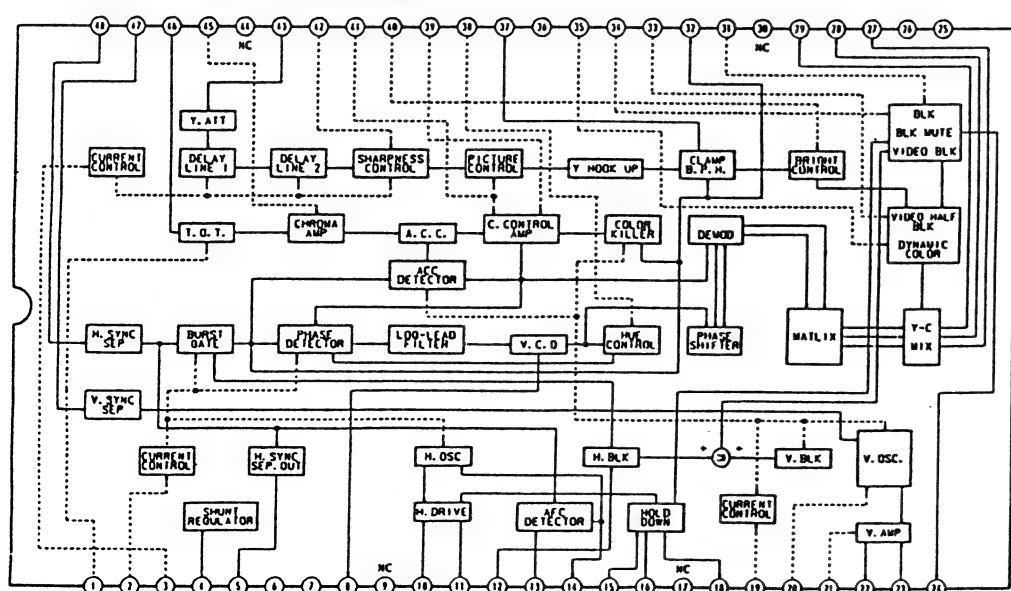 48 47 46 45 44 43 42 41 40 39 38 37 36 35 34 33 32 31 30 29 28 27 26 25
NC NC
Y. ATT
BLK
BLK MUTE
VIDEO BLK
CURRENT
CONTROL
DELAY
LINE 1
DELAY
LINE 2
SHARPNESS
CONTROL
PICTURE
CONTROL
Y HOOK UP
CLAMP
B.P.H.
BRIGHT
CONTROL
T.O.T.
CHROMA
AMP
A.C.C.
C. CONTROL
AMP
COLOR
KILLER
DEMOD
VIDEO HALF
BLK
DYNAMIC
COLOR
ACC
DETECTOR
H. SYNC
SEP
BURST
GATE
PHASE
DETECTOR
LOG-LEAD
FILTER
V.C.O
HUE
CONTROL
PHASE
SHIFTER
MATLIX
Y-C
MIX
V. SYNC
SEP
CURRENT
CONTROL
H. SYNC
SEP. OUT
H. OSC
H. BLK
+ +
V. BLK
V. OSC.
SHUNT
REGULATOR
H. DRIVE
AFC
DETECTOR
HOLD
DOWN
CURRENT
CONTROL
V. AMP
NC NC
1 2 3 4 5 6 7 8 9 10 11 12 13 14 15 16 17 18 19 20 21 22 23 24